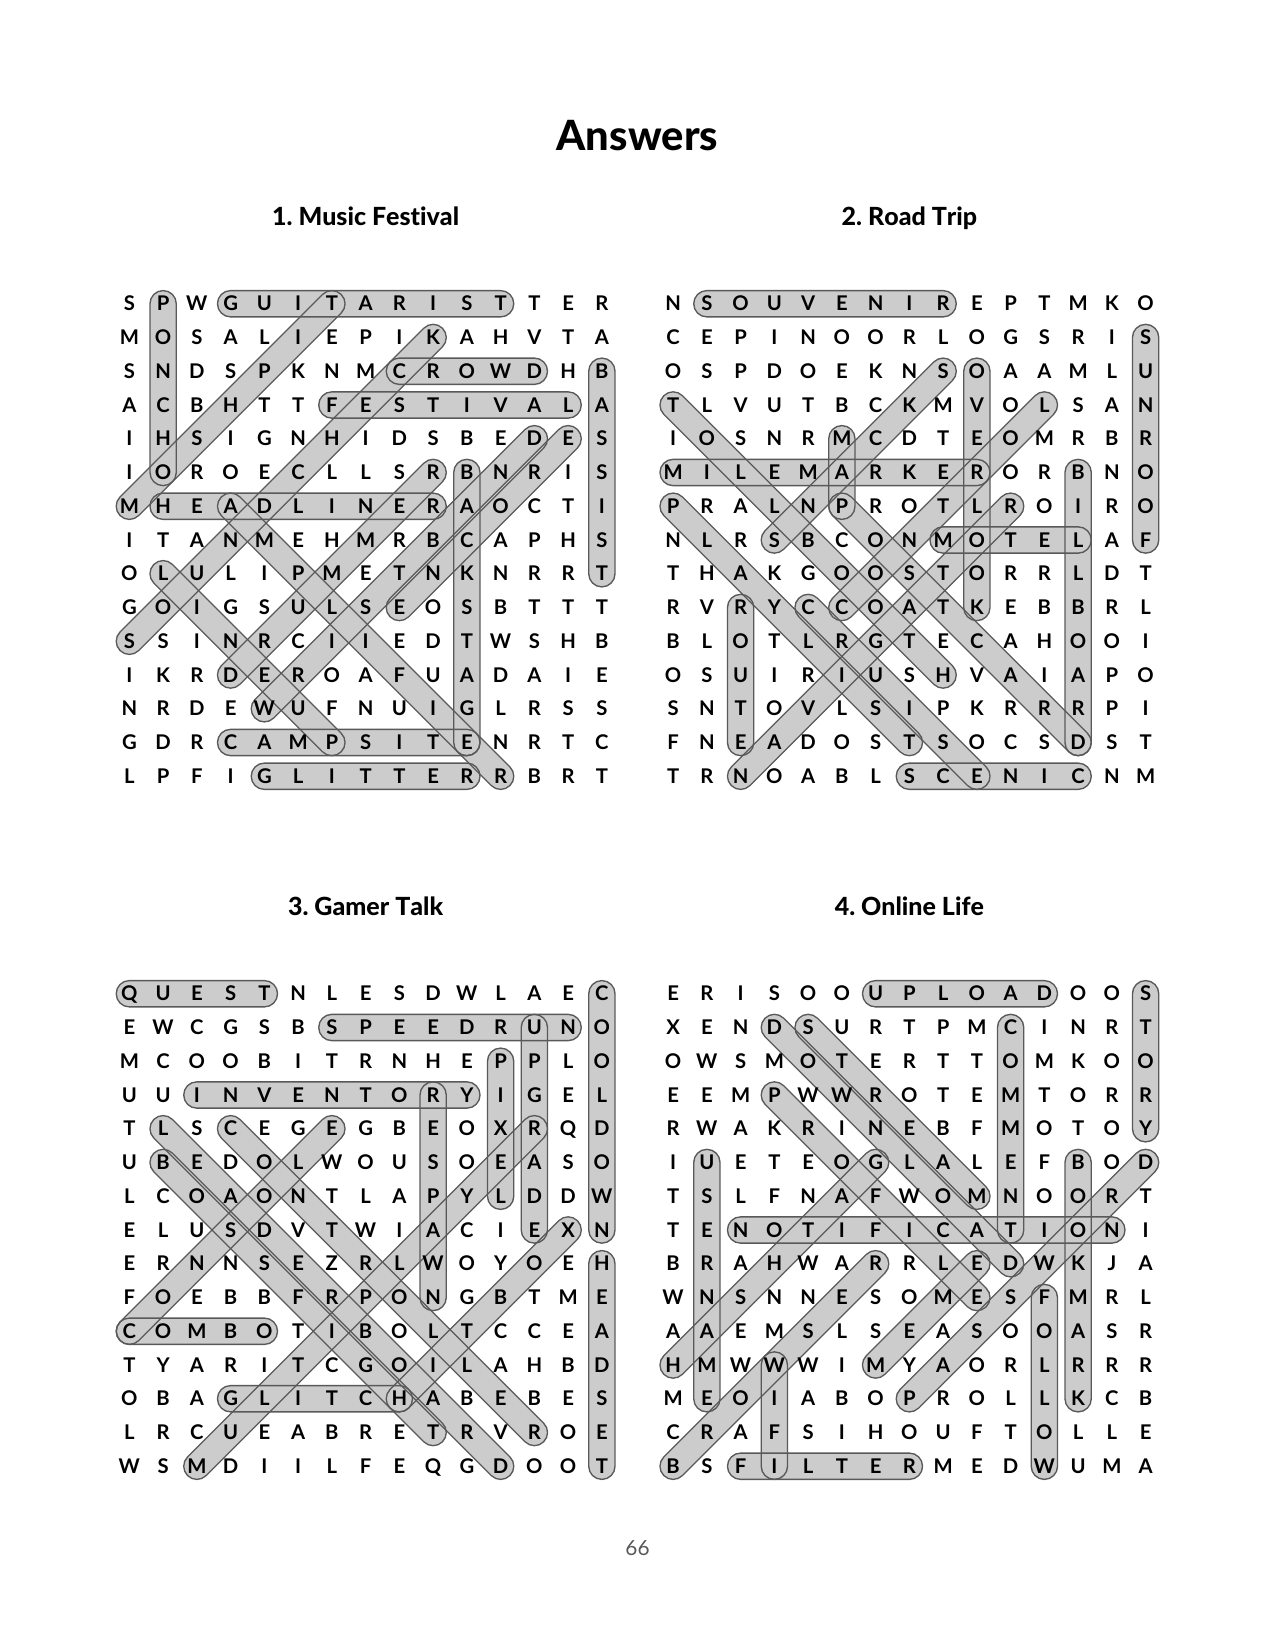 Answers
1. Music Festival
S P W G U I T A R I S T T E R
M O S A L I E P I K A H V T A
S N D S P K N M C R O W D H B
A C B H T T F E S T I V A L A
I H S I G N H I D S B E D E S
I O R O E C L L S R B N R I S
M H E A D L I N E R A O C T I
I T A N M E H M R B C A P H S
O L U L I P M E T N K N R R T
G O I G S U L S E O S B T T T
S S I N R C I I E D T W S H B
I K R D E R O A F U A D A I E
N R D E W U F N U I G L R S S
G D R C A M P S I T E N R T C
L P F I G L I T T E R R B R T
2. Road Trip
N S O U V E N I R E P T M K O
C E P I N O O R L O G S R I S
O S P D O E K N S O A A M L U
T L V U T B C K M V O L S A N
I O S N R M C D T E O M R B R
M I L E M A R K E R O R B N O
P R A L N P R O T L R O I R O
N L R S B C O N M O T E L A F
T H A K G O O S T O R R L D T
R V R Y C C O A T K E B B R L
B L O T L R G T E C A H O O I
O S U I R I U S H V A I A P O
S N T O V L S I P K R R R P I
F N E A D O S T S O C S D S T
T R N O A B L S C E N I C N M
3. Gamer Talk
Q U E S T N L E S D W L A E C
E W C G S B S P E E D R U N O
M C O O B I T R N H E P P L O
U U I N V E N T O R Y I G E L
T L S C E G E G B E O X R Q D
U B E D O L W O U S O E A S O
L C O A O N T L A P Y L D D W
E L U S D V T W I A C I E X N
E R N N S E Z R L W O Y O E H
F O E B B F R P O N G B T M E
C O M B O T I B O L T C C E A
T Y A R I T C G O I L A H B D
O B A G L I T C H A B E B E S
L R C U E A B R E T R V R O E
W S M D I I L F E Q G D O O T
4. Online Life
E R I S O O U P L O A D O O S
X E N D S U R T P M C I N R T
O W S M O T E R T T O M K O O
E E M P W W R O T E M T O R R
R W A K R I N E B F M O T O Y
I U E T E O G L A L E F B O D
T S L F N A F W O M N O O R T
T E N O T I F I C A T I O N I
B R A H W A R R L E D W K J A
W N S N N E S O M E S F M R L
A A E M S L S E A S O O A S R
H M W W W I M Y A O R L R R R
M E O I A B O P R O L L K C B
C R A F S I H O U F T O L L E
B S F I L T E R M E D W U M A
66